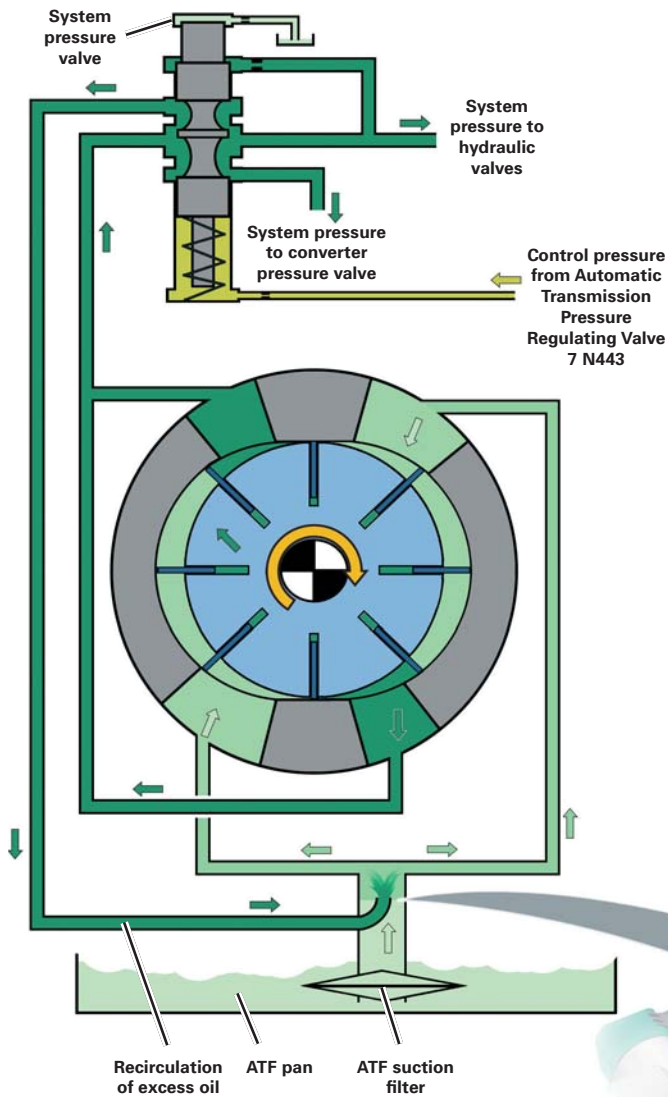 System
pressure
valve
System
pressure to
hydraulic
valves
System pressure
to converter
pressure valve
Control pressure
from Automatic
Transmission
Pressure
Regulating Valve
7 N443
Recirculation
of excess oil
ATF pan
ATF suction
filter